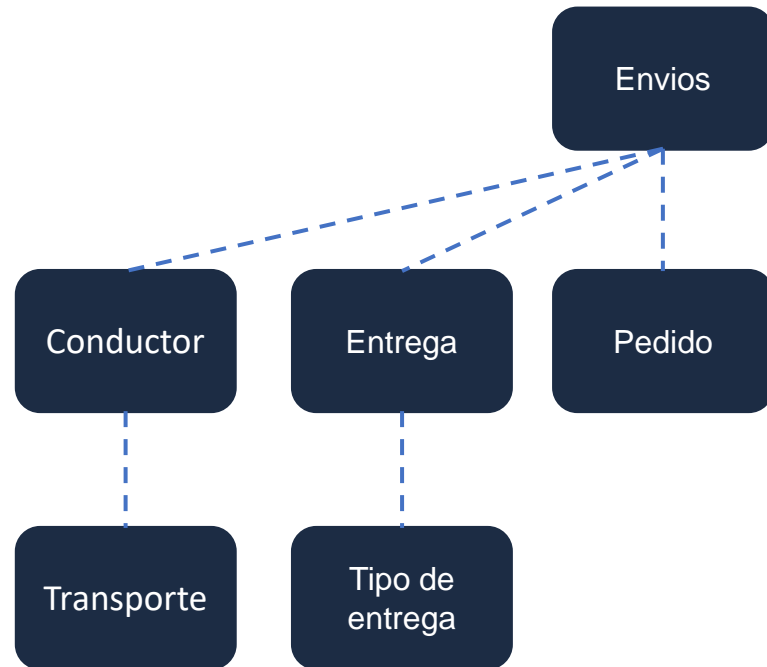 Envios
Conductor
Entrega
Pedido
Transporte
Tipo de
entrega